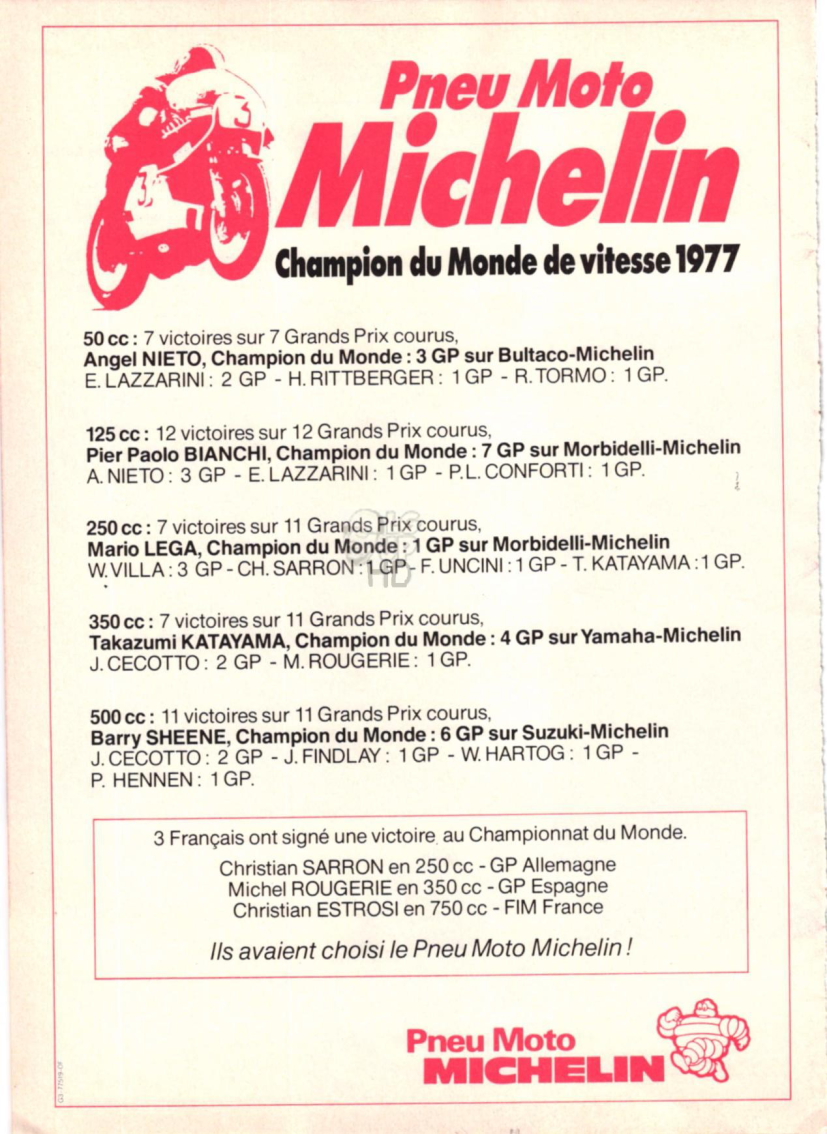 3
Pneu Moto
Michelin
Champion du Monde de vitesse 1977
50 cc : 7 victoires sur 7 Grands Prix courus,
Angel NIETO, Champion du Monde : 3 GP sur Bultaco-Michelin
E. LAZZARINI : 2 GP - H. RITTBERGER : 1 GP - R. TORMO : 1 GP.
125 cc : 12 victoires sur 12 Grands Prix courus,
Pier Paolo BIANCHI, Champion du Monde : 7 GP sur Morbidelli-Michelin
A. NIETO : 3 GP - E. LAZZARINI : 1 GP - P.L. CONFORTI : 1 GP.
250 cc : 7 victoires sur 11 Grands Prix courus,
Mario LEGA, Champion du Monde : 1 GP sur Morbidelli-Michelin
W. VILLA : 3 GP - CH. SARRON : 1 GP - F. UNCINI : 1 GP - T. KATAYAMA : 1 GP.
350 cc : 7 victoires sur 11 Grands Prix courus,
Takazumi KATAYAMA, Champion du Monde : 4 GP sur Yamaha-Michelin
J. CECOTTO : 2 GP - M. ROUGERIE : 1 GP.
500 cc : 11 victoires sur 11 Grands Prix courus,
Barry SHEENE, Champion du Monde : 6 GP sur Suzuki-Michelin
J. CECOTTO : 2 GP - J. FINDLAY : 1 GP - W. HARTOG : 1 GP -
P. HENNEN : 1 GP.
3 Français ont signé une victoire au Championnat du Monde.
Christian SARRON en 250 cc - GP Allemagne
Michel ROUGERIE en 350 cc - GP Espagne
Christian ESTROSI en 750 cc - FIM France
Ils avaient choisi le Pneu Moto Michelin !
Pneu Moto
MICHELIN